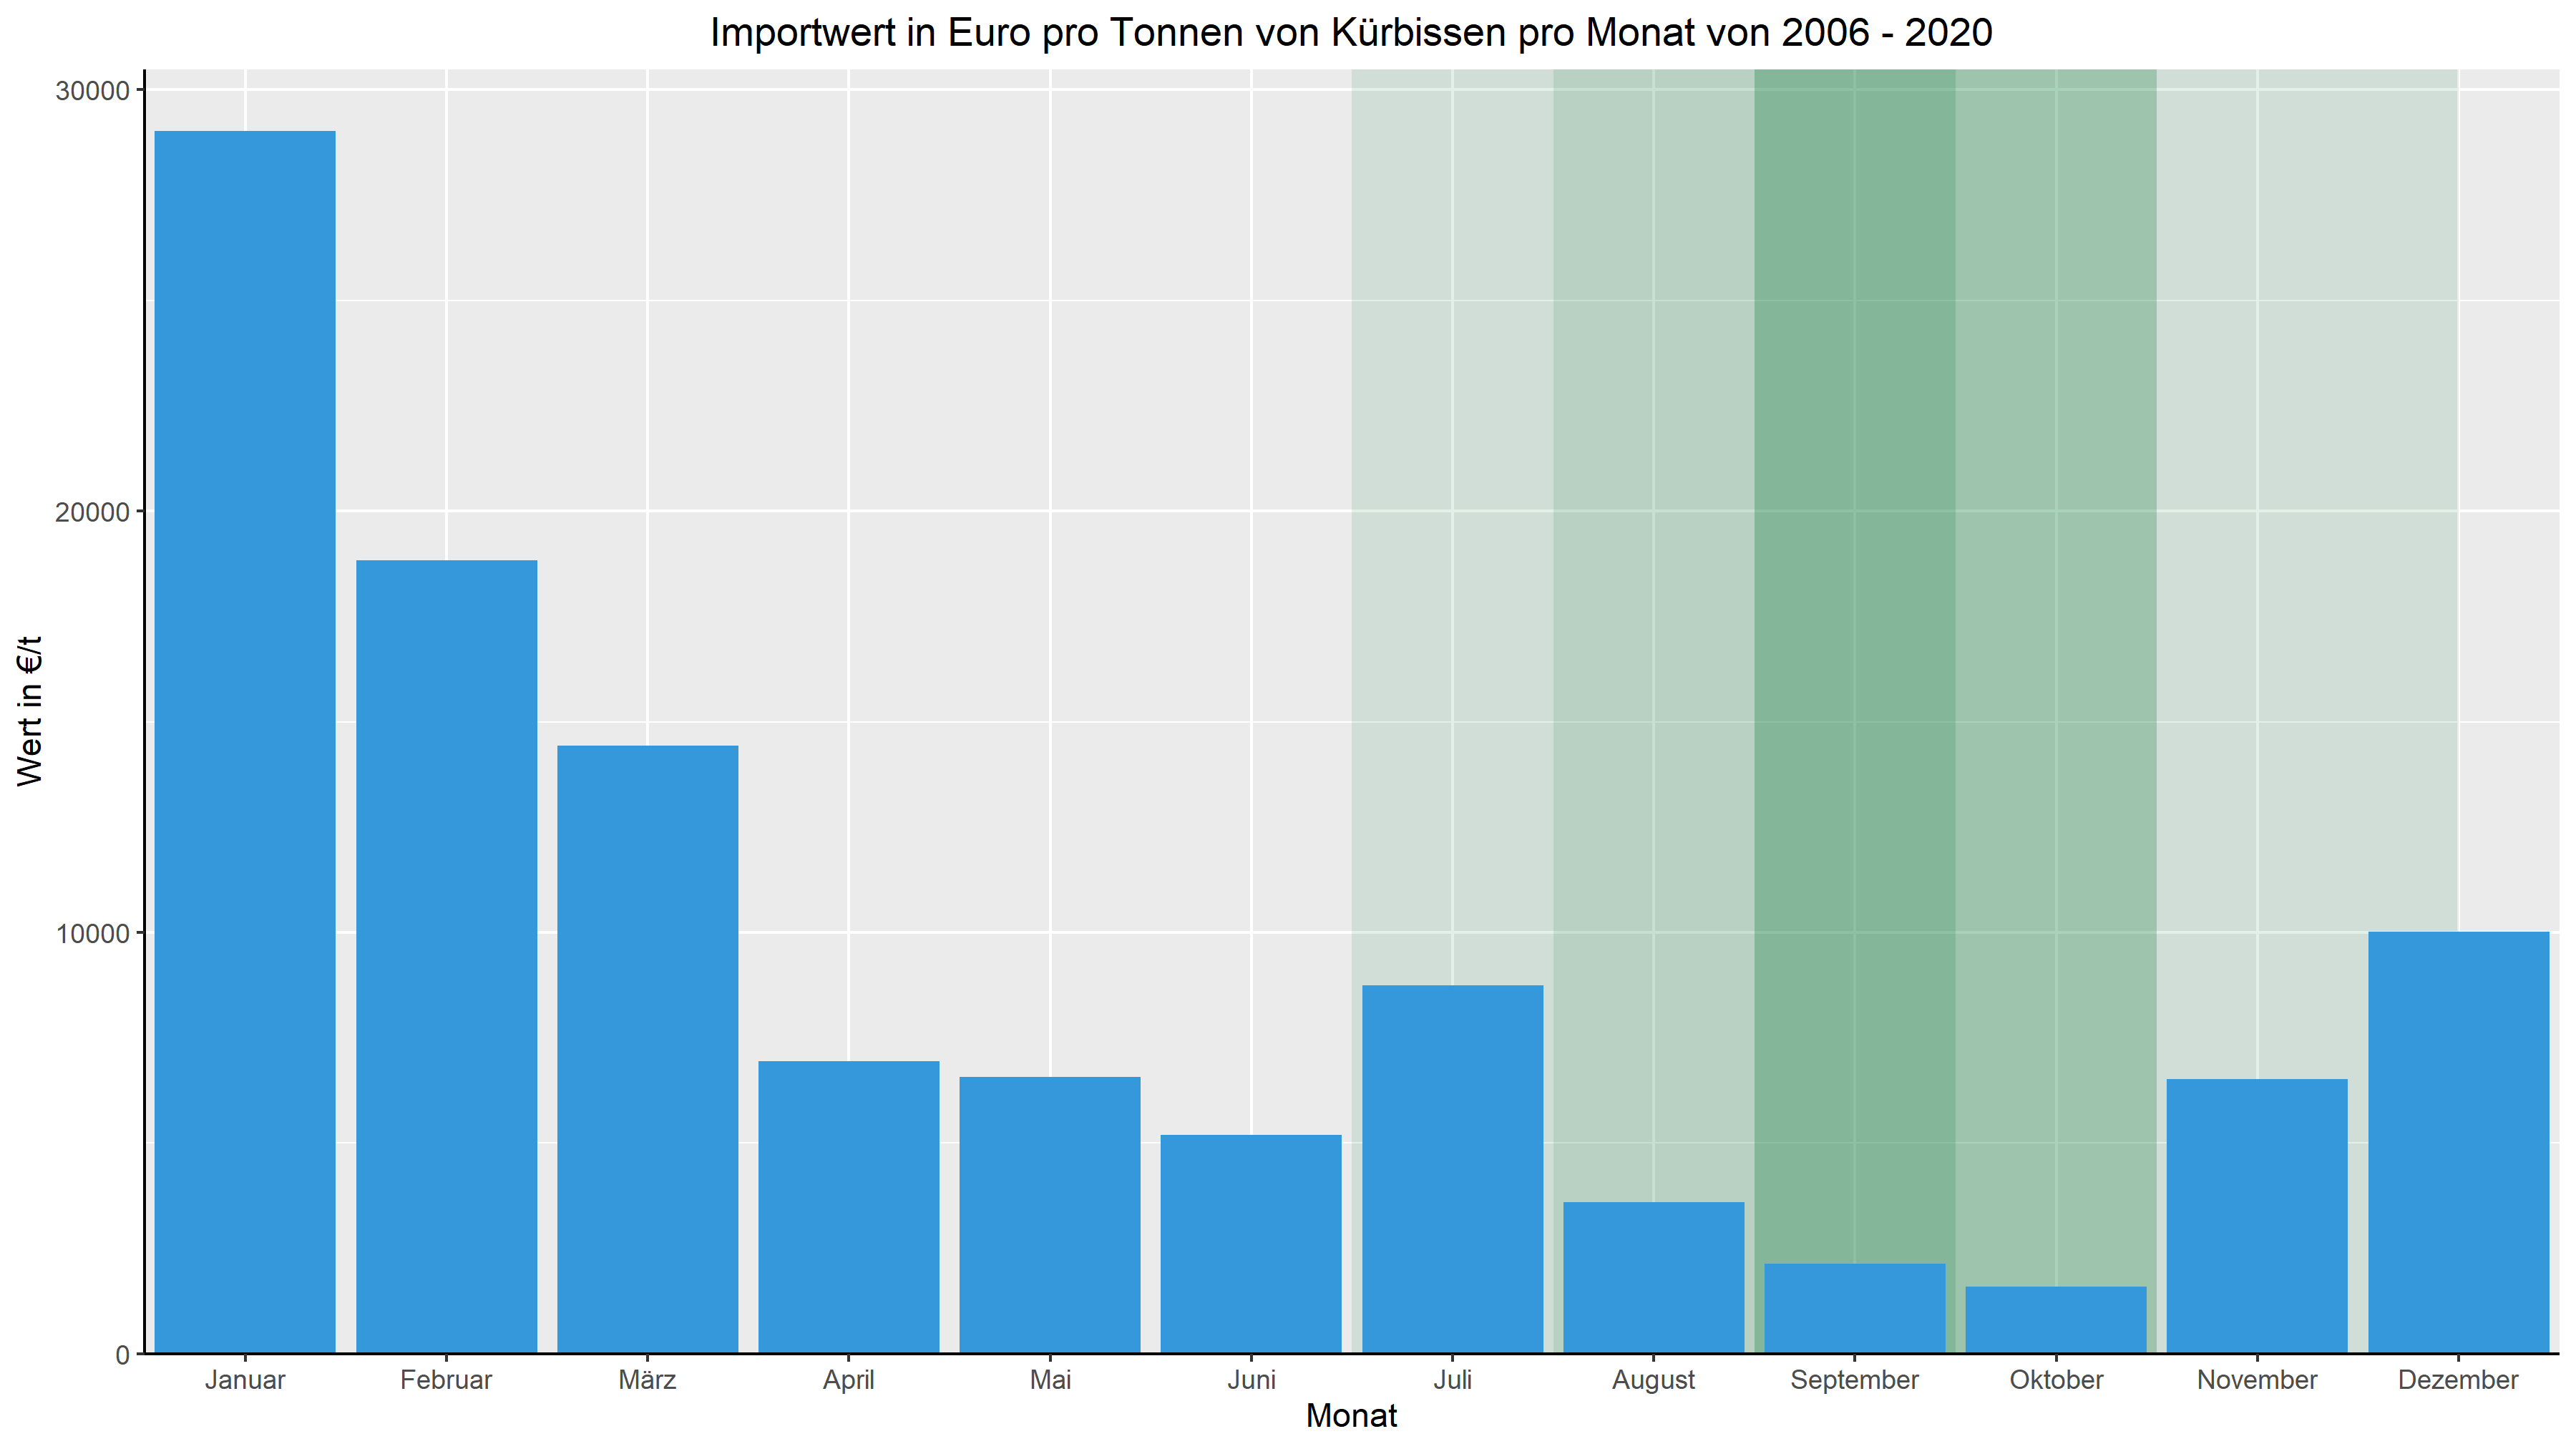 Importwert in Euro pro Tonnen von Kürbissen pro Monat von 2006 - 2020
Wert in €/t
30000
20000
10000
0
Januar Februar März April Mai Juni Juli August September Oktober November Dezember
Monat